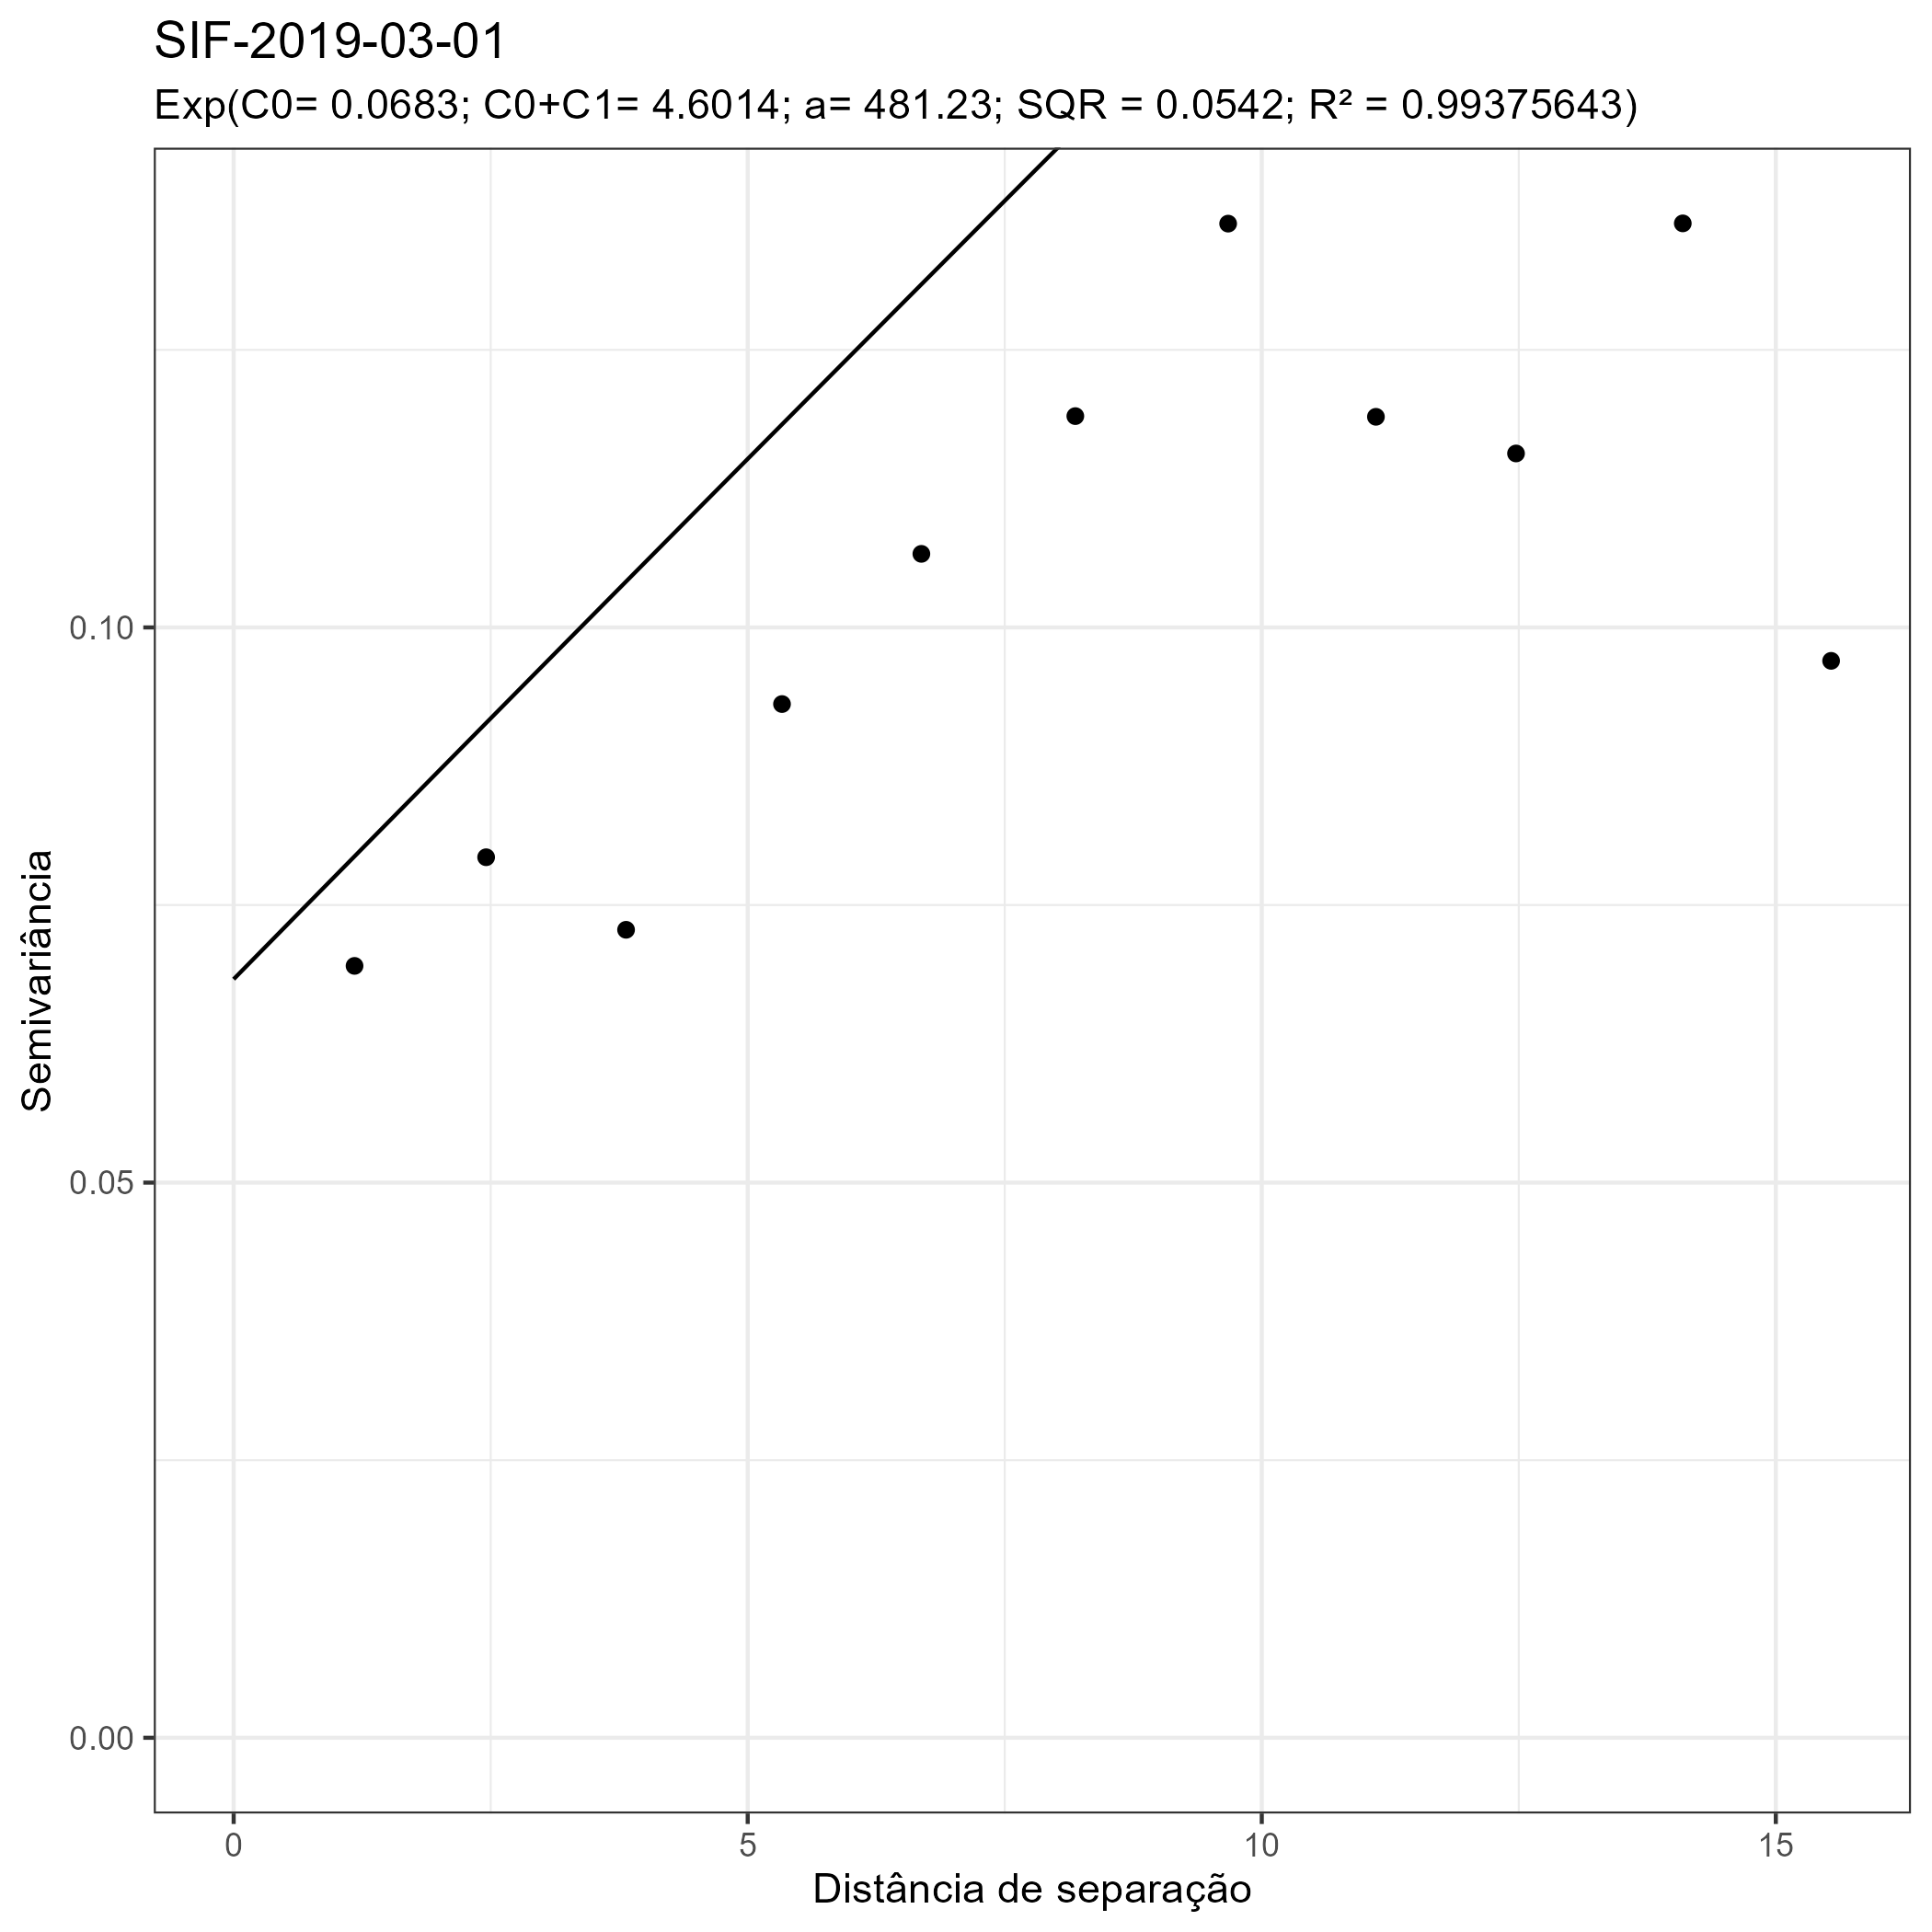 SIF-2019-03-01
Exp(C0= 0.0683; C0+C1= 4.6014; a= 481.23; SQR = 0.0542; R² = 0.99375643)
Semivariância
0.10
0.05
0.00
0
5
10
15
Distância de separação